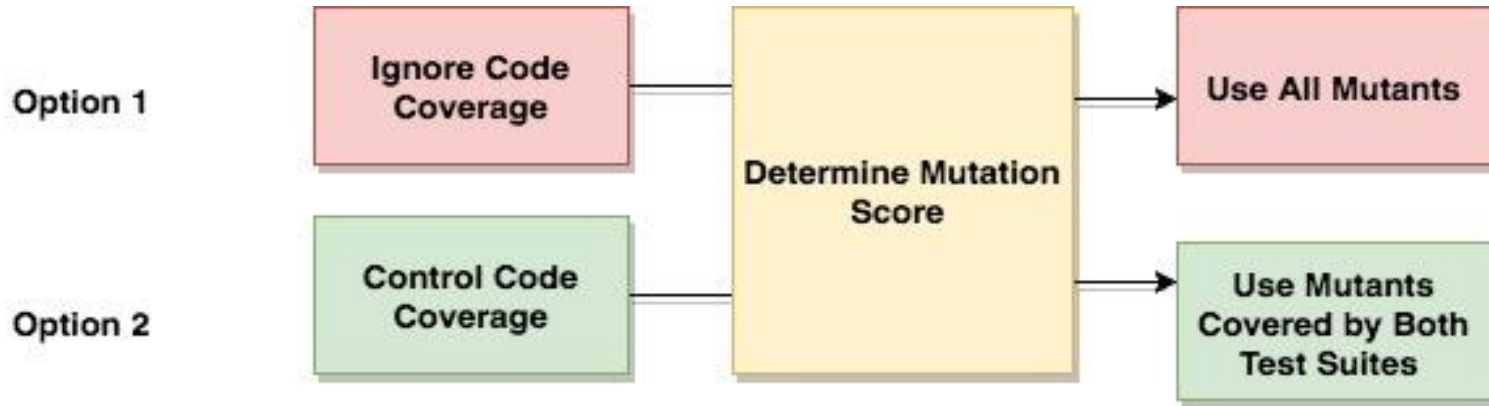 Option 1
Ignore Code
Coverage
Determine Mutation
Score
Use All Mutants
Option 2
Control Code
Coverage
Use Mutants
Covered by Both
Test Suites